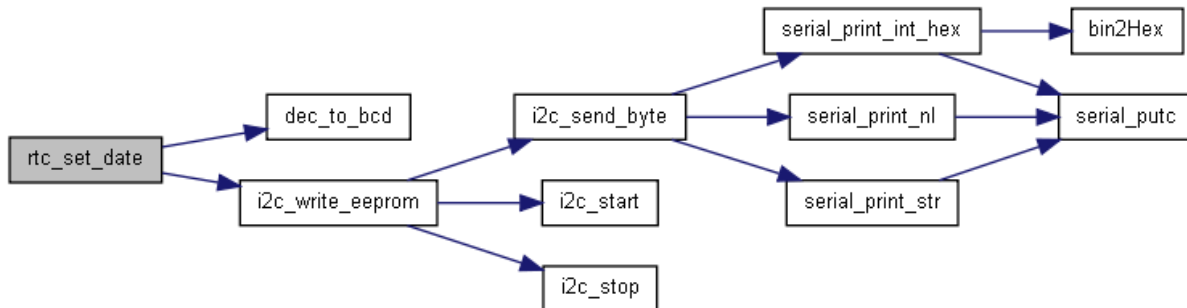 serial_print_int_hex
bin2Hex
dec_to_bcd
i2c_send_byte
serial_print_nl
serial_putc
rtc_set_date
i2c_write_eeprom
i2c_start
serial_print_str
i2c_stop